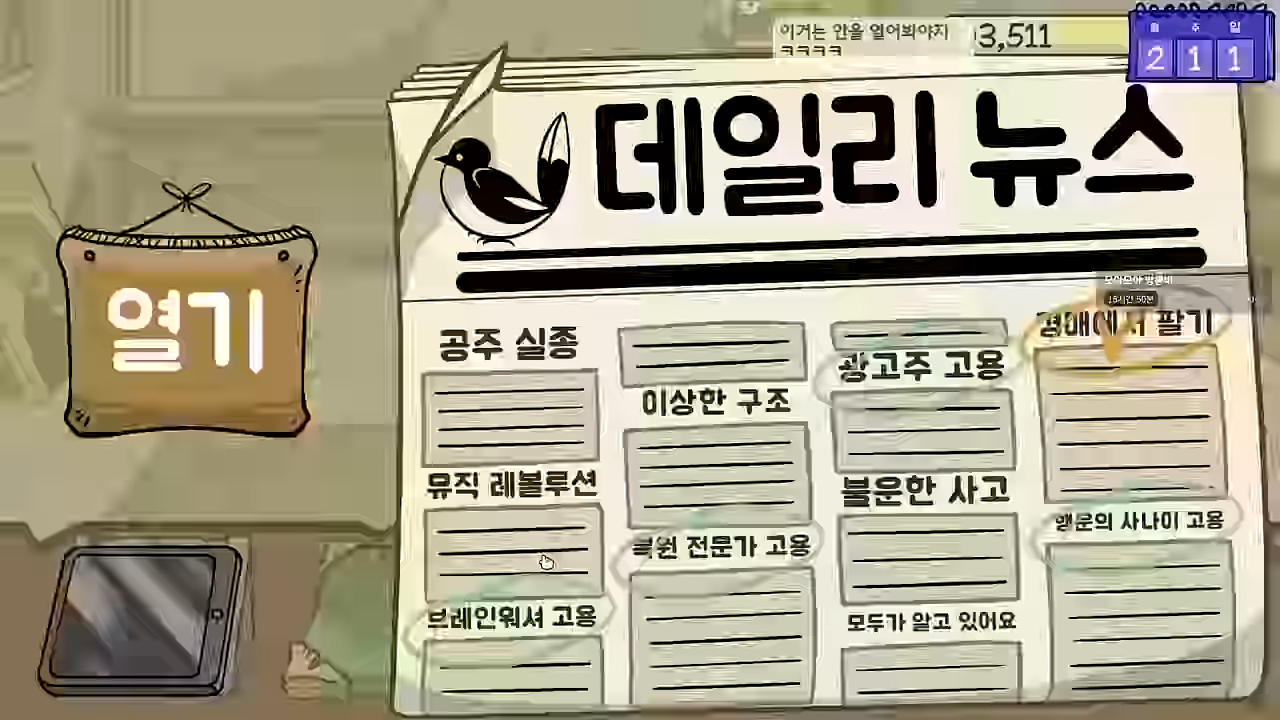 이거는 안을 열어봐야지
ㅋㅋㅋㅋ
3,511
월 주 일
2 1 1
데일리 뉴스
열기
공주 실종
뮤직 레볼루션
브레인워셔 고용
이상한 구조
복원 전문가 고용
광고주 고용
불운한 사고
모두가 알고 있어요
경매에서 팔기
행운의 사나이 고용